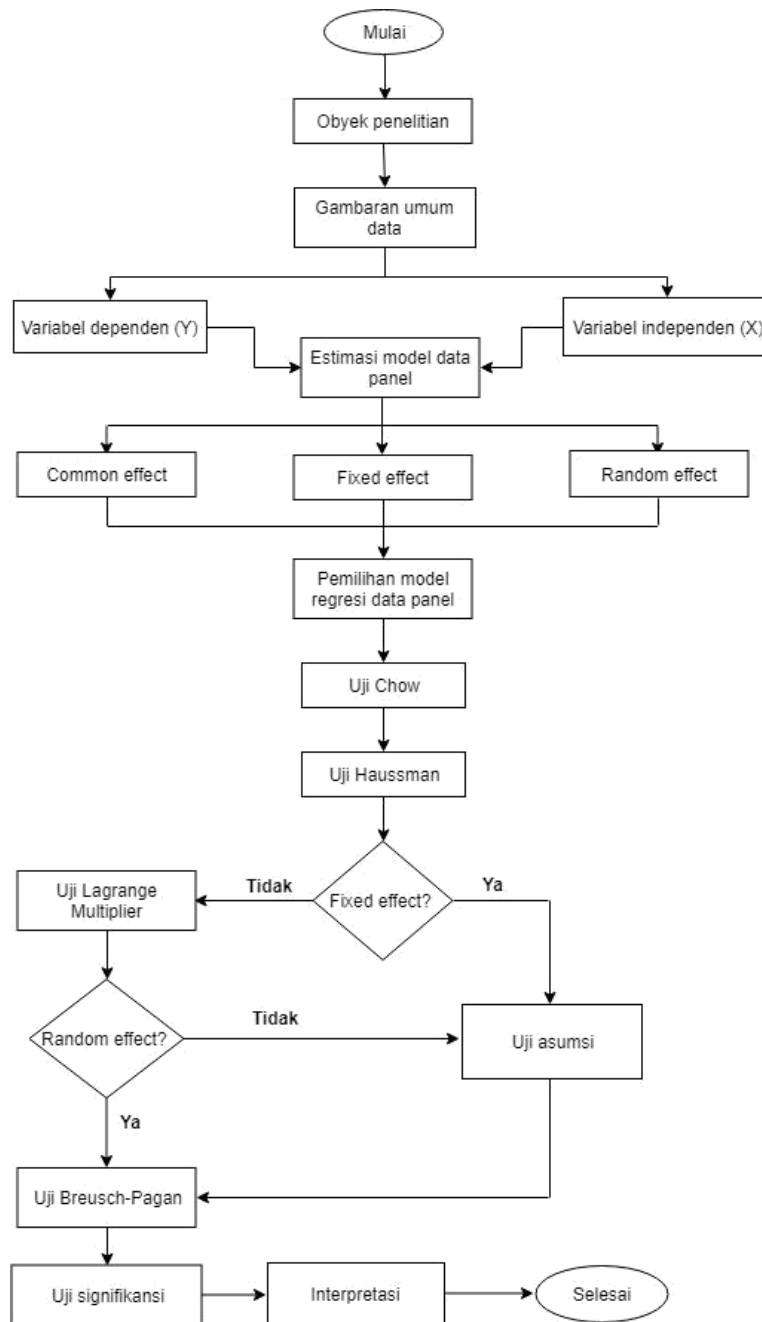 Mulai
Obyek penelitian
Gambaran umum
data
Variabel dependen (Y)
Variabel independen (X)
Estimasi model data
panel
Common effect
Fixed effect
Random effect
Pemilihan model
regresi data panel
Uji Chow
Uji Haussman
Uji Lagrange
Multiplier
Tidak
Fixed effect?
Ya
Random effect?
Tidak
Uji asumsi
Ya
Uji Breusch-Pagan
Uji signifikansi
Interpretasi
Selesai